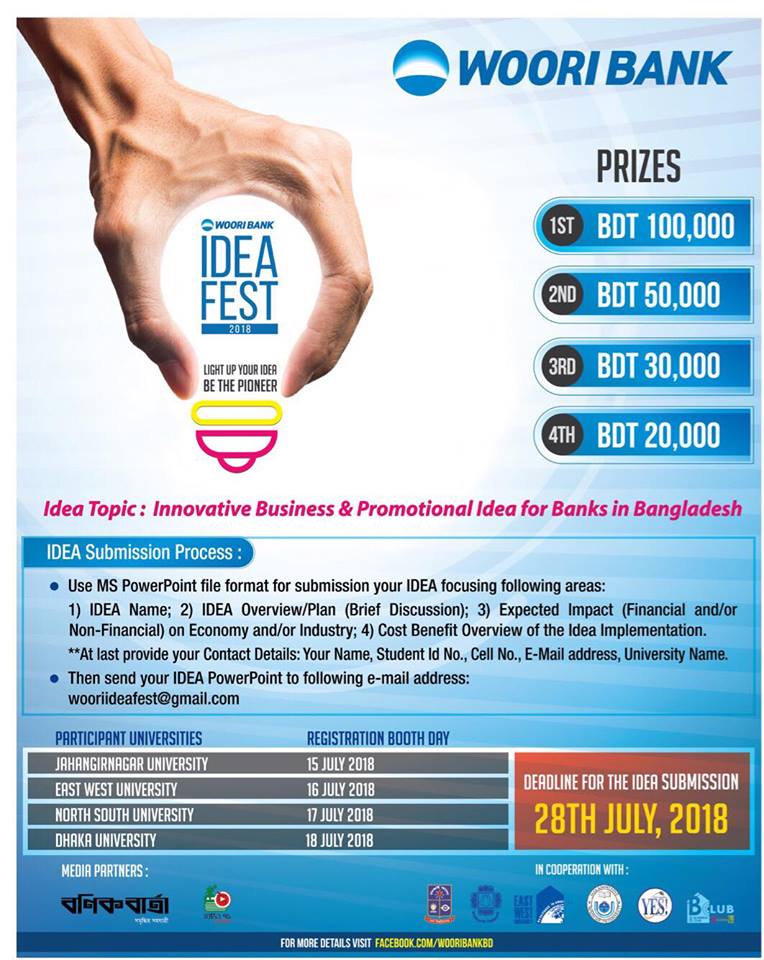 WOORI BANK
PRIZES
1ST BDT 100,000
2ND BDT 50,000
3RD BDT 30,000
4TH BDT 20,000
WOORI BANK
IDEA
FEST
2018
LIGHT UP YOUR IDEA
BE THE PIONEER
Idea Topic : Innovative Business & Promotional Idea for Banks in Bangladesh
IDEA Submission Process :
• Use MS PowerPoint file format for submission your IDEA focusing following areas:
1) IDEA Name; 2) IDEA Overview/Plan (Brief Discussion); 3) Expected Impact (Financial and/or
Non-Financial) on Economy and/or Industry; 4) Cost Benefit Overview of the Idea Implementation.
**At last provide your Contact Details: Your Name, Student Id No., Cell No., E-Mail address, University Name.
• Then send your IDEA PowerPoint to following e-mail address:
wooriideafest@gmail.com
PARTICIPANT UNIVERSITIES REGISTRATION BOOTH DAY
JAHANGIRNAGAR UNIVERSITY 15 JULY 2018
EAST WEST UNIVERSITY 16 JULY 2018
NORTH SOUTH UNIVERSITY 17 JULY 2018
DHAKA UNIVERSITY 18 JULY 2018
DEADLINE FOR THE IDEA SUBMISSION
28TH JULY, 2018
MEDIA PARTNERS :
বণিক বার্তা
সমৃদ্ধির সহযাত্রী
IN COOPERATION WITH :
EAST
WEST
YES!
CLUB
FOR MORE DETAILS VISIT FACEBOOK.COM/WOORIBANKBD